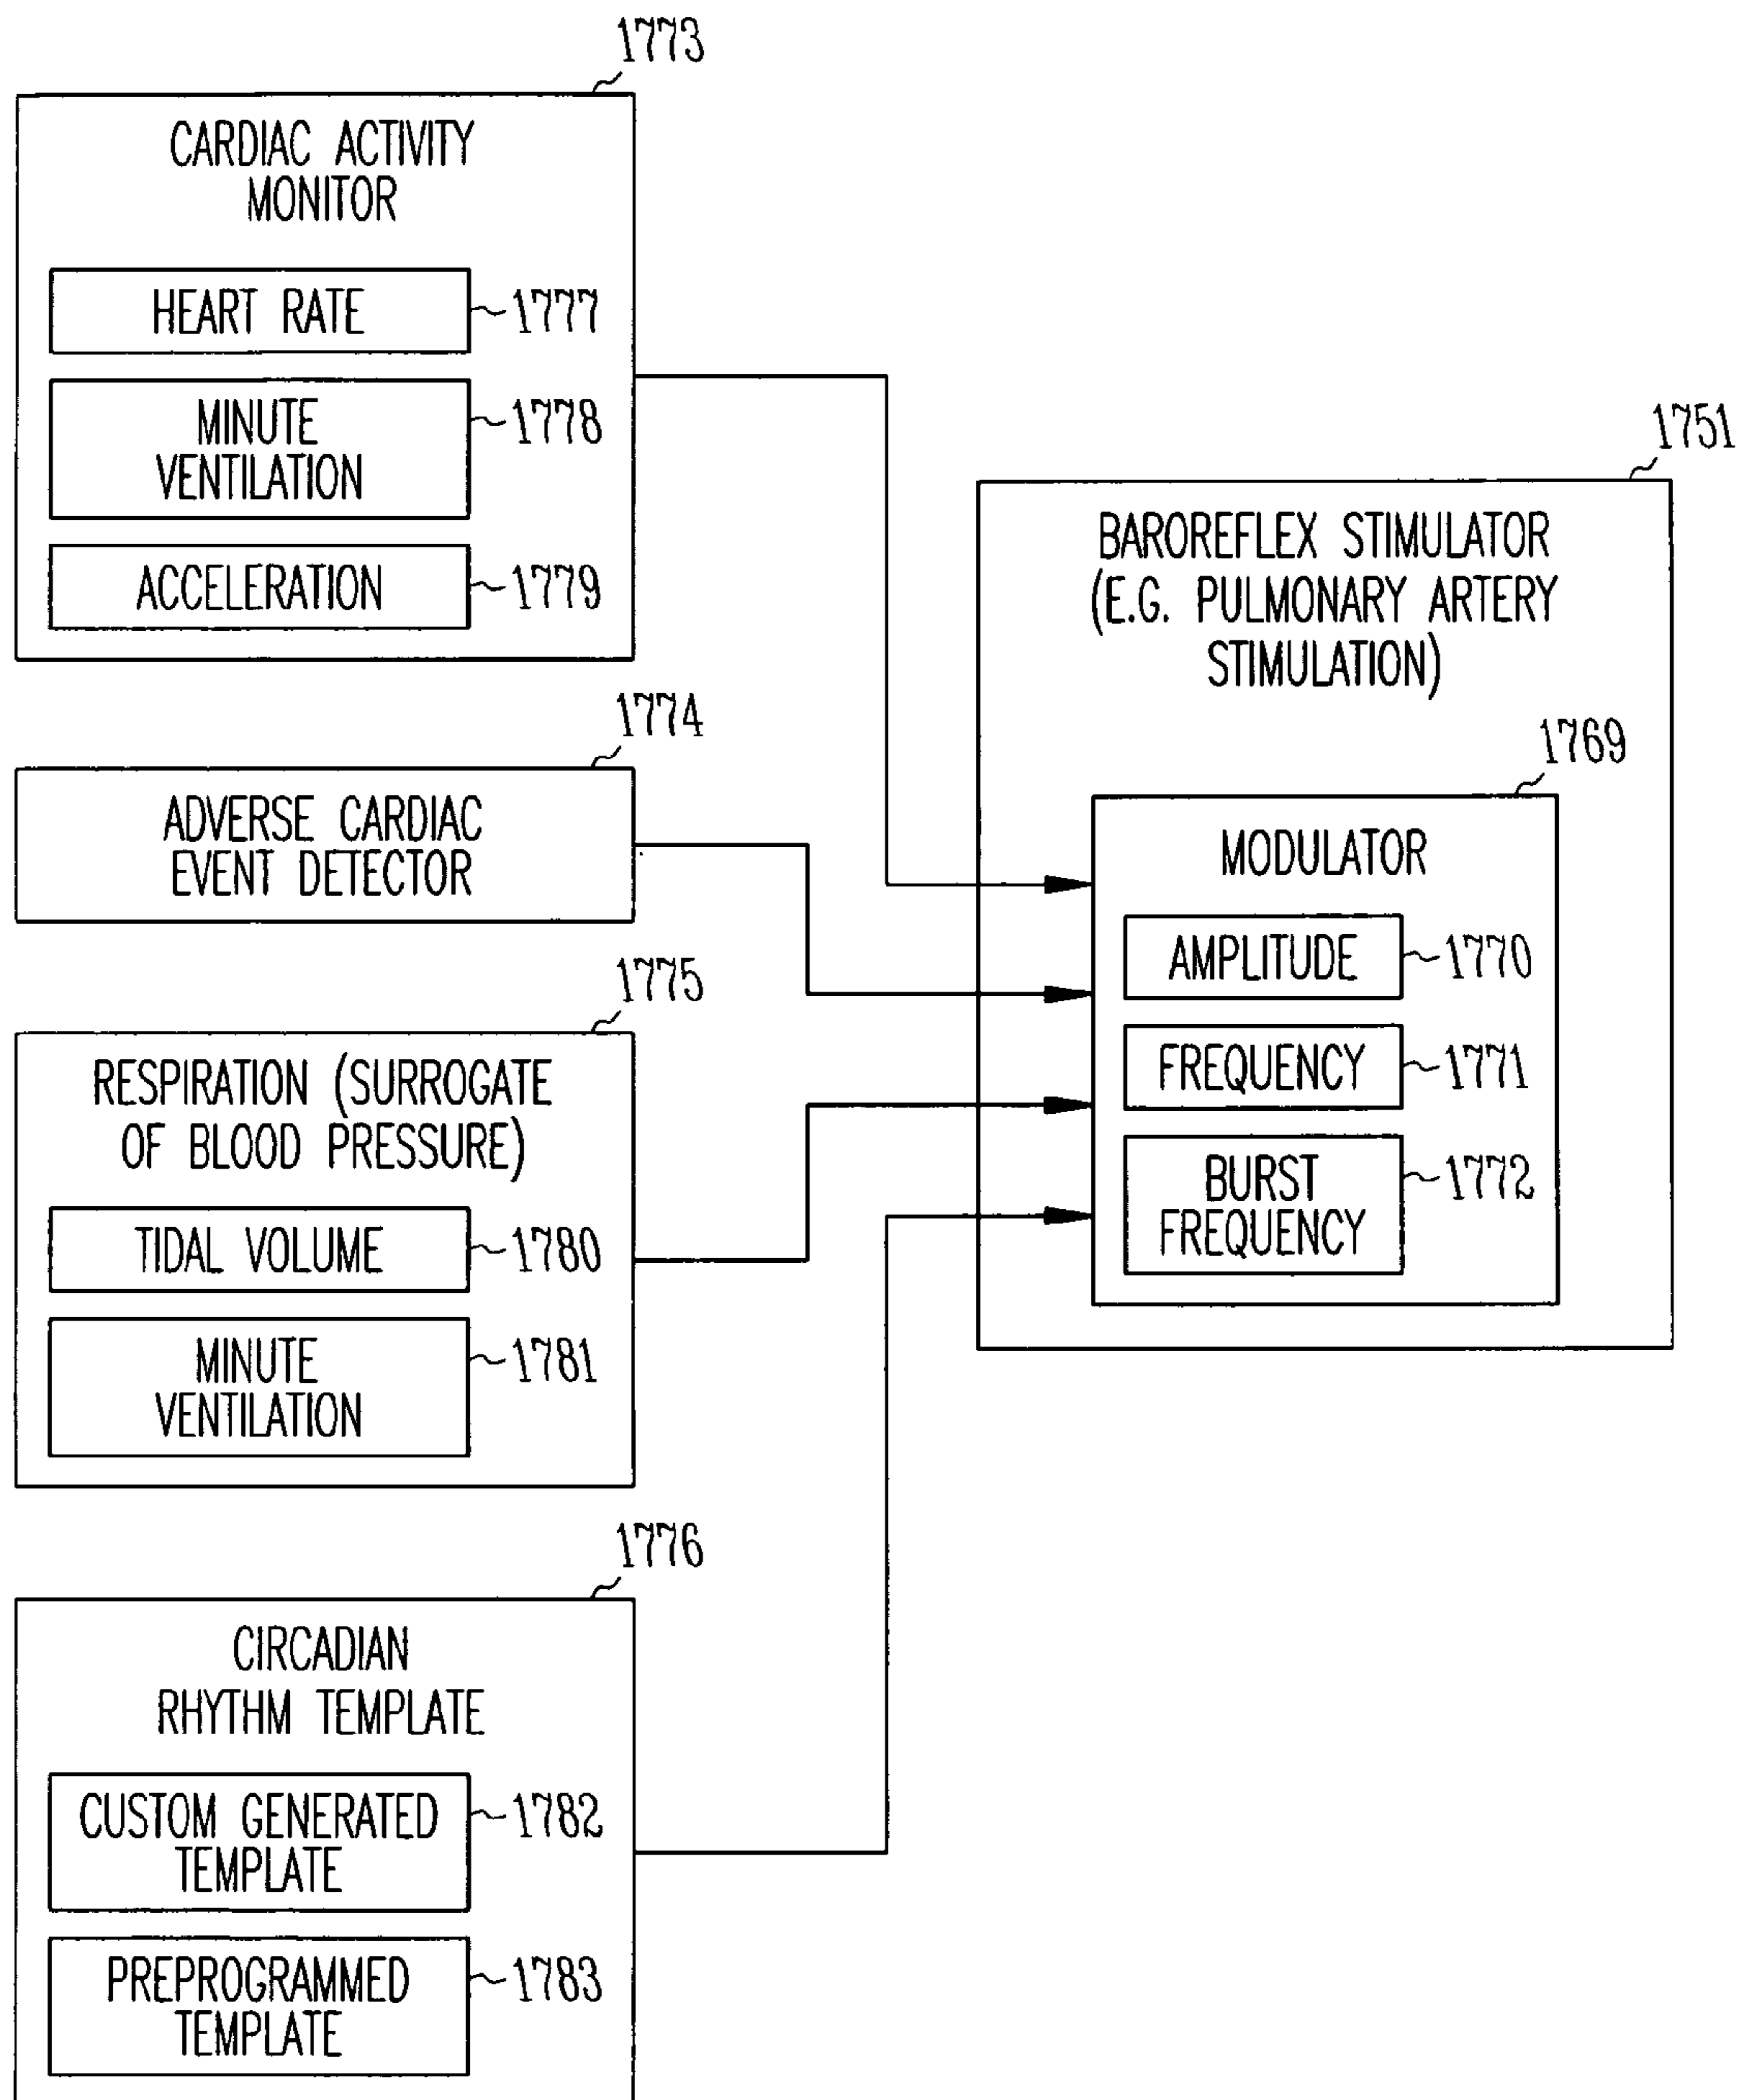 1773
CARDIAC ACTIVITY
MONITOR
HEART RATE
1777
MINUTE
VENTILATION
1778
ACCELERATION
1779
1774
ADVERSE CARDIAC
EVENT DETECTOR
1775
RESPIRATION (SURROGATE
OF BLOOD PRESSURE)
TIDAL VOLUME
1780
MINUTE
VENTILATION
1781
1776
CIRCADIAN
RHYTHM TEMPLATE
CUSTOM GENERATED
TEMPLATE
1782
PREPROGRAMMED
TEMPLATE
1783
1751
BAROREFLEX STIMULATOR
(E.G. PULMONARY ARTERY
STIMULATION)
1769
MODULATOR
AMPLITUDE
1770
FREQUENCY
1771
BURST
FREQUENCY
1772